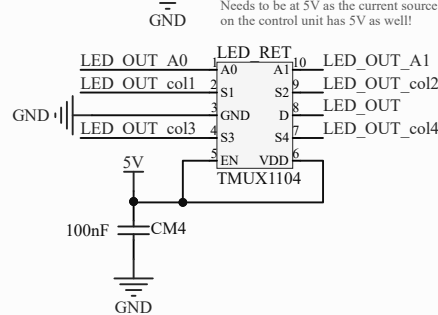 GND
Needs to be at 5V as the current source
on the control unit has 5V as well!
LED_RET
LED_OUT_A0 1 A0 A1 10 LED_OUT_A1
LED_OUT_col1 2 S1 S2 9 LED_OUT_col2
GND 3 GND D 8 LED_OUT
LED_OUT_col3 4 S3 S4 7 LED_OUT_col4
5 EN VDD 6
TMUX1104
5V
100nF CM4
GND